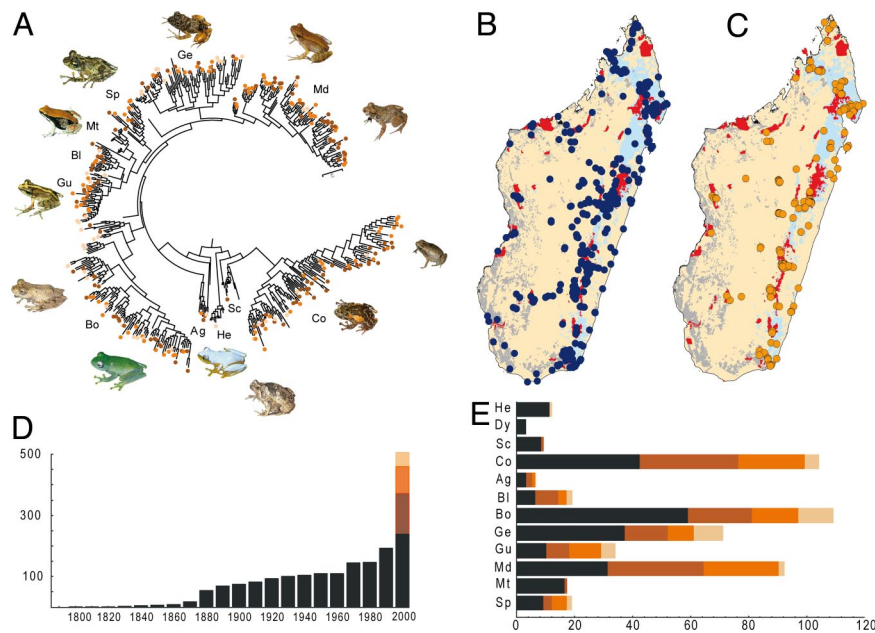 A
B
C
Ge
Md
Sp
Mt
Bl
Gu
Bo
Ag
He
Sc
Co
D
500
300
100
1800 1820 1840 1860 1880 1900 1920 1940 1960 1980 2000
E
He
Dy
Sc
Co
Ag
Bl
Bo
Ge
Gu
Md
Mt
Sp
0 20 40 60 80 100 120